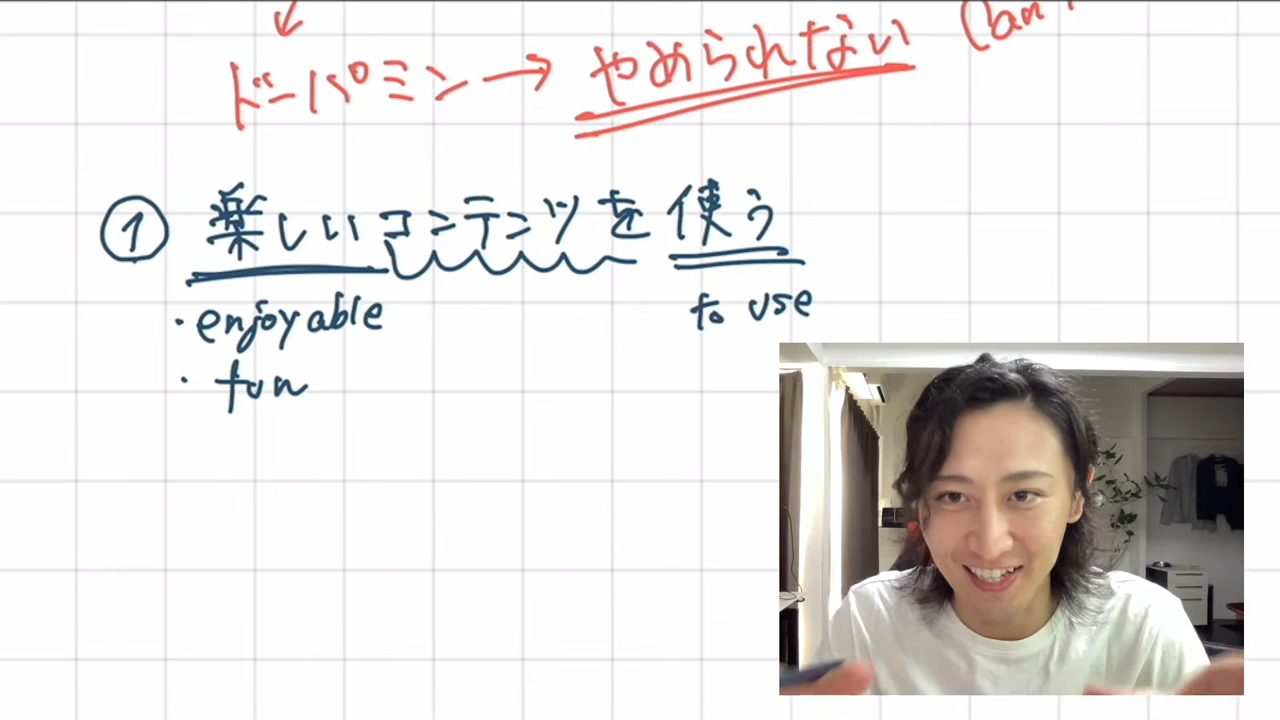 ドーパミン→やめられない (Can'
① 楽しいコンテンツを使う
・enjoyable
to use
・fun